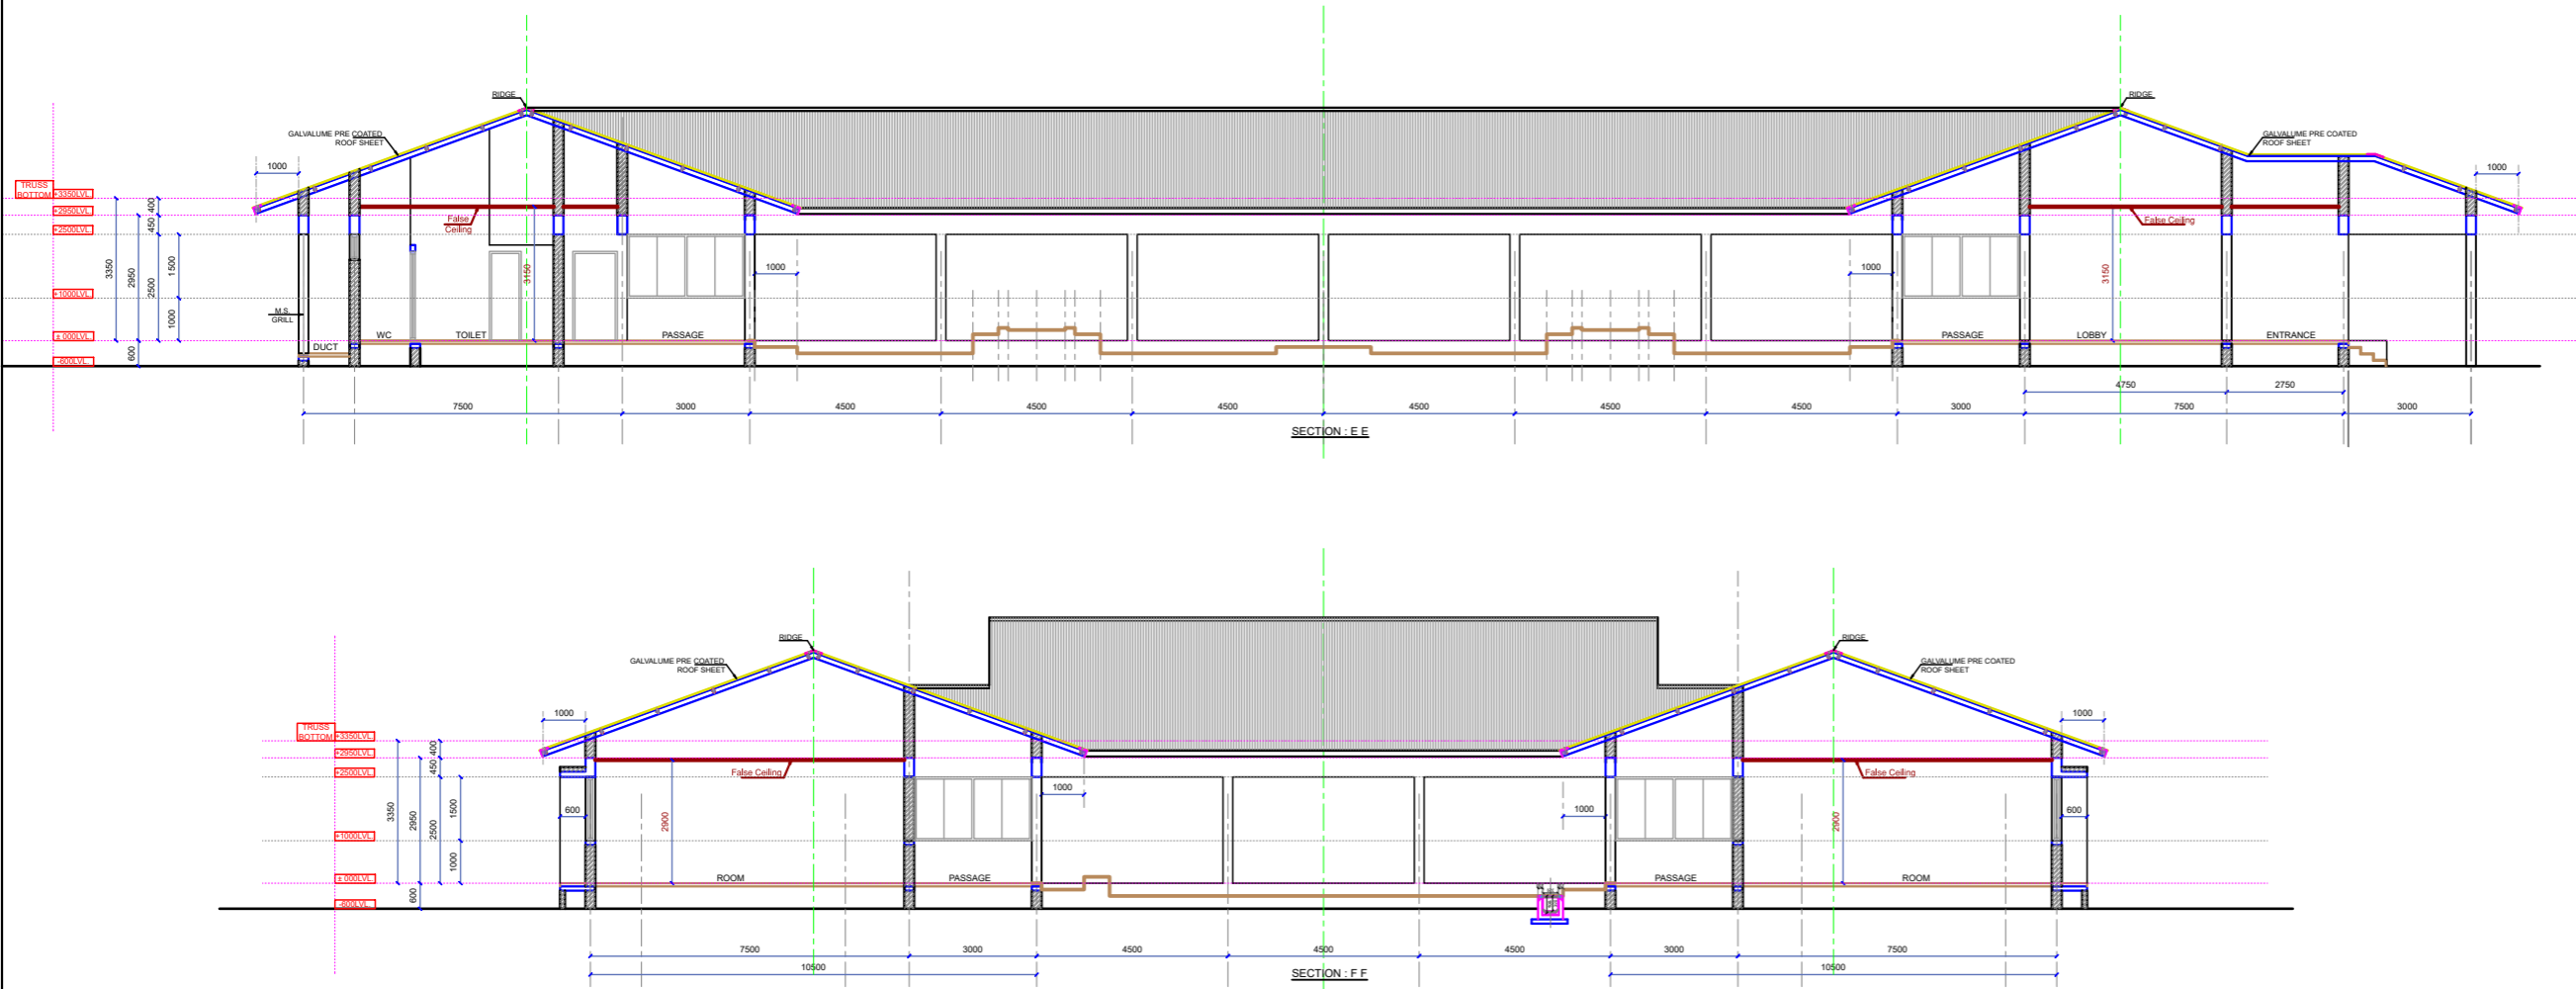 RIDGE
RIDGE
GALVALUME PRE COATED
ROOF SHEET
GALVALUME PRE COATED
ROOF SHEET
1000
1000
TRUSS
BOTTOM
+3350LVL.
+2950LVL.
+2500LVL.
+1000LVL.
± 000LVL.
-600LVL.
400
450
3350
2950
2500
1500
1000
600
False
Ceiling
False Ceiling
3150
3150
1000
1000
M.S.
GRILL
DUCT
WC
TOILET
PASSAGE
PASSAGE
LOBBY
ENTRANCE
4750
2750
7500
3000
4500
4500
4500
4500
4500
4500
3000
7500
3000
SECTION : E E
RIDGE
RIDGE
GALVALUME PRE COATED
ROOF SHEET
GALVALUME PRE COATED
ROOF SHEET
1000
1000
TRUSS
BOTTOM
+3350LVL.
+2950LVL.
+2500LVL.
+1000LVL.
± 000LVL.
-600LVL.
400
450
3350
2950
2500
1500
1000
600
False Ceiling
False Ceiling
600
1000
1000
600
2900
2900
ROOM
PASSAGE
PASSAGE
ROOM
7500
3000
4500
4500
4500
3000
7500
10500
10500
SECTION : F F